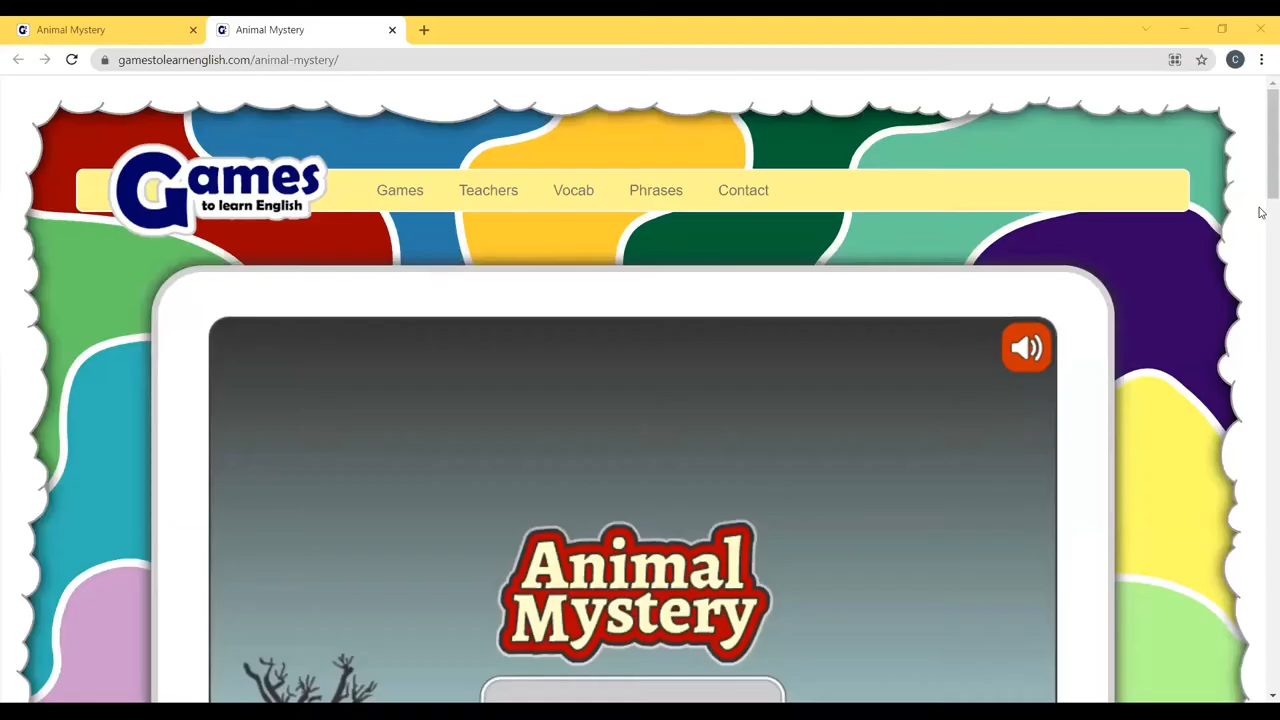 Animal Mystery
Animal Mystery
gamestolearnenglish.com/animal-mystery/
C
Games
to learn English
Games Teachers Vocab Phrases Contact
Animal
Mystery